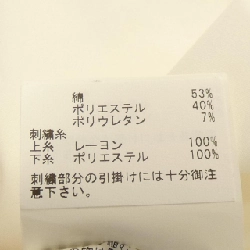 綿 53%
ポリエステル 40%
ポリウレタン 7%
刺繍糸
上糸 レーヨン 100%
下糸 ポリエステル 100%
刺繍部分の引掛けには十分御注
意下さい。